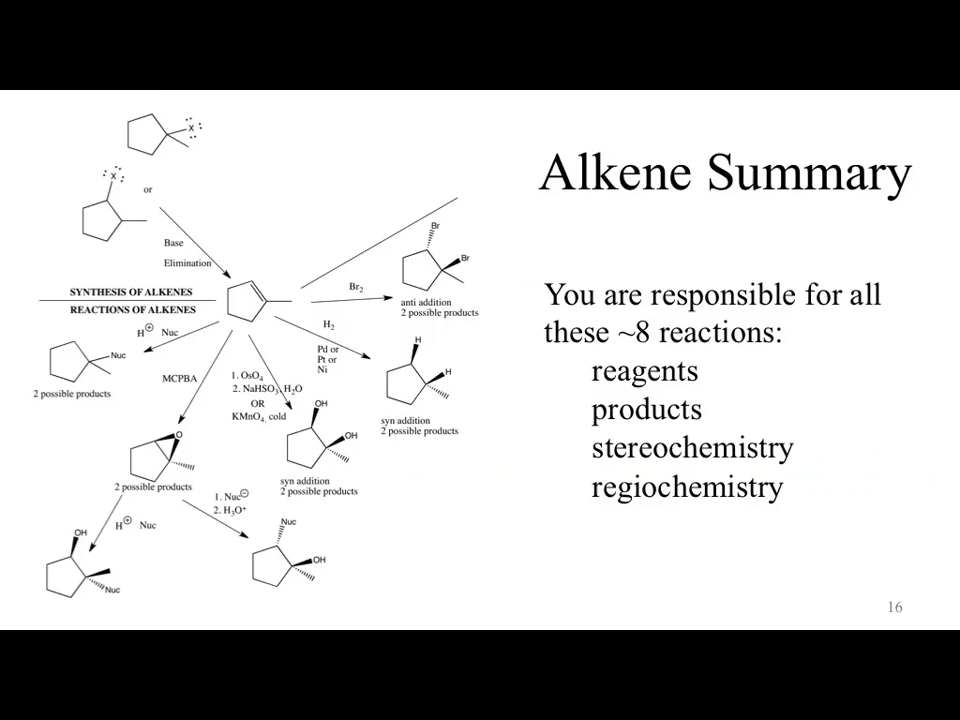 Alkene Summary
You are responsible for all
these ~8 reactions:
reagents
products
stereochemistry
regiochemistry
16
X
X
or
Base
Elimination
SYNTHESIS OF ALKENES
REACTIONS OF ALKENES
Br₂
Br
Br
anti addition
2 possible products
H⊕ Nuc
Nuc
2 possible products
MCPBA
1. OsO₄
2. NaHSO₃, H₂O
OR
KMnO₄, cold
H₂
Pd or
Pt or
Ni
H
H
syn addition
2 possible products
OH
OH
syn addition
2 possible products
O
2 possible products
H⊕ Nuc
1. Nuc⊖
2. H₃O⁺
OH
Nuc
Nuc
OH